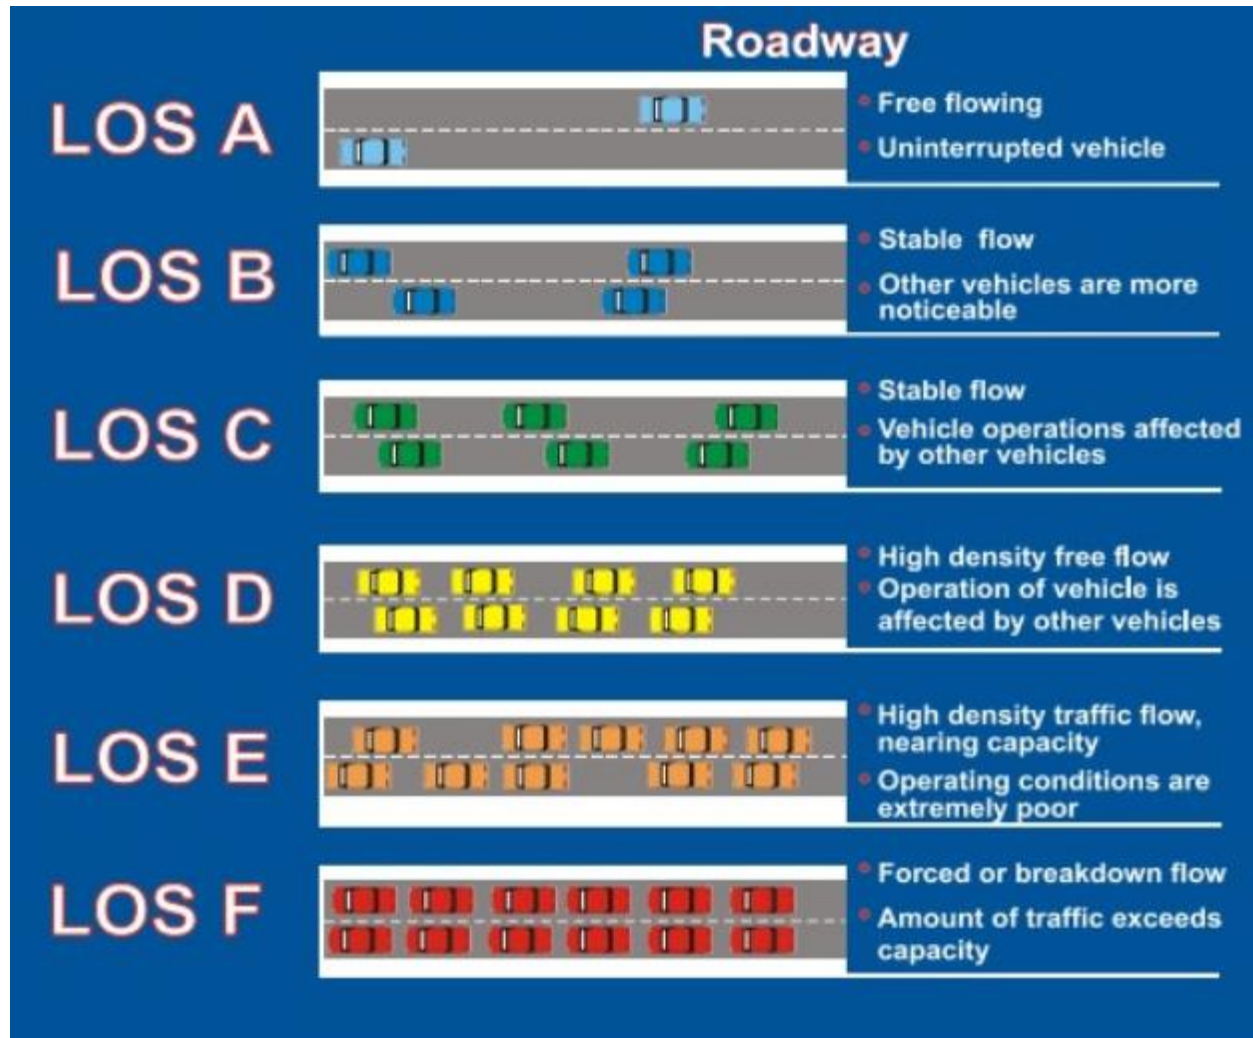 Roadway
LOS A
Free flowing
Uninterrupted vehicle
LOS B
Stable flow
Other vehicles are more
noticeable
LOS C
Stable flow
Vehicle operations affected
by other vehicles
LOS D
High density free flow
Operation of vehicle is
affected by other vehicles
LOS E
High density traffic flow,
nearing capacity
Operating conditions are
extremely poor
LOS F
Forced or breakdown flow
Amount of traffic exceeds
capacity